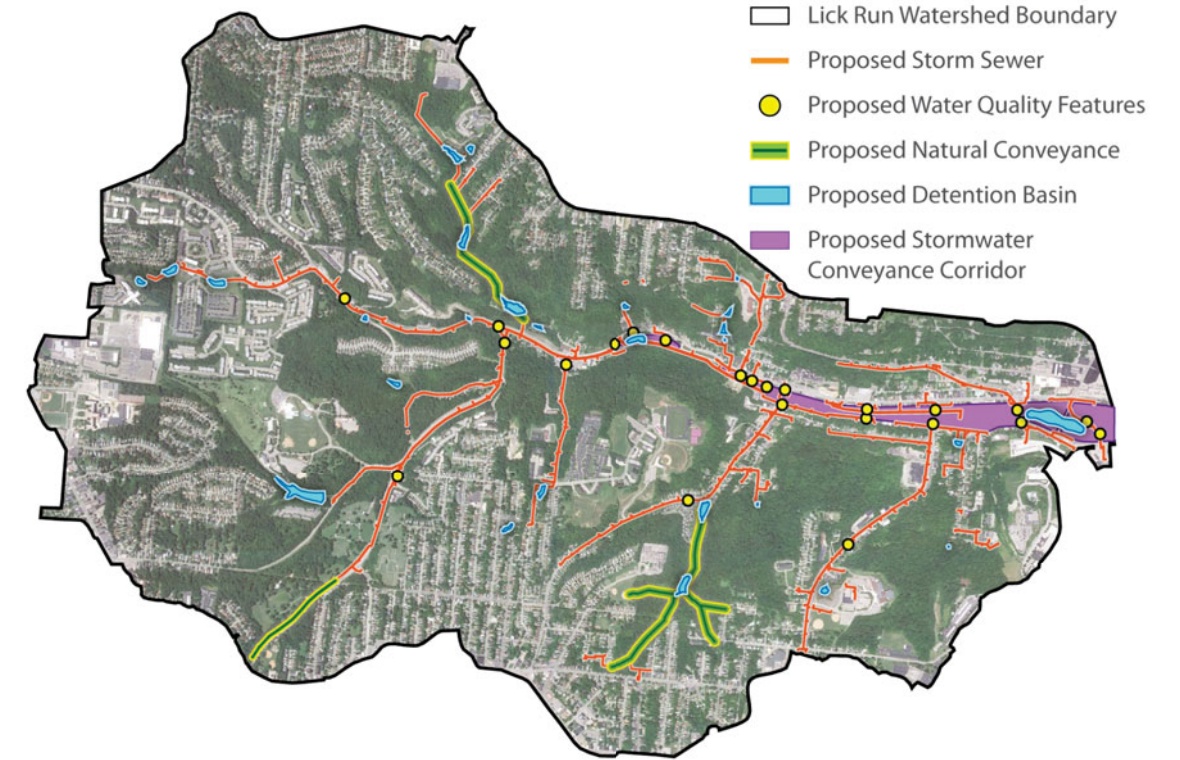 Lick Run Watershed Boundary
Proposed Storm Sewer
Proposed Water Quality Features
Proposed Natural Conveyance
Proposed Detention Basin
Proposed Stormwater
Conveyance Corridor